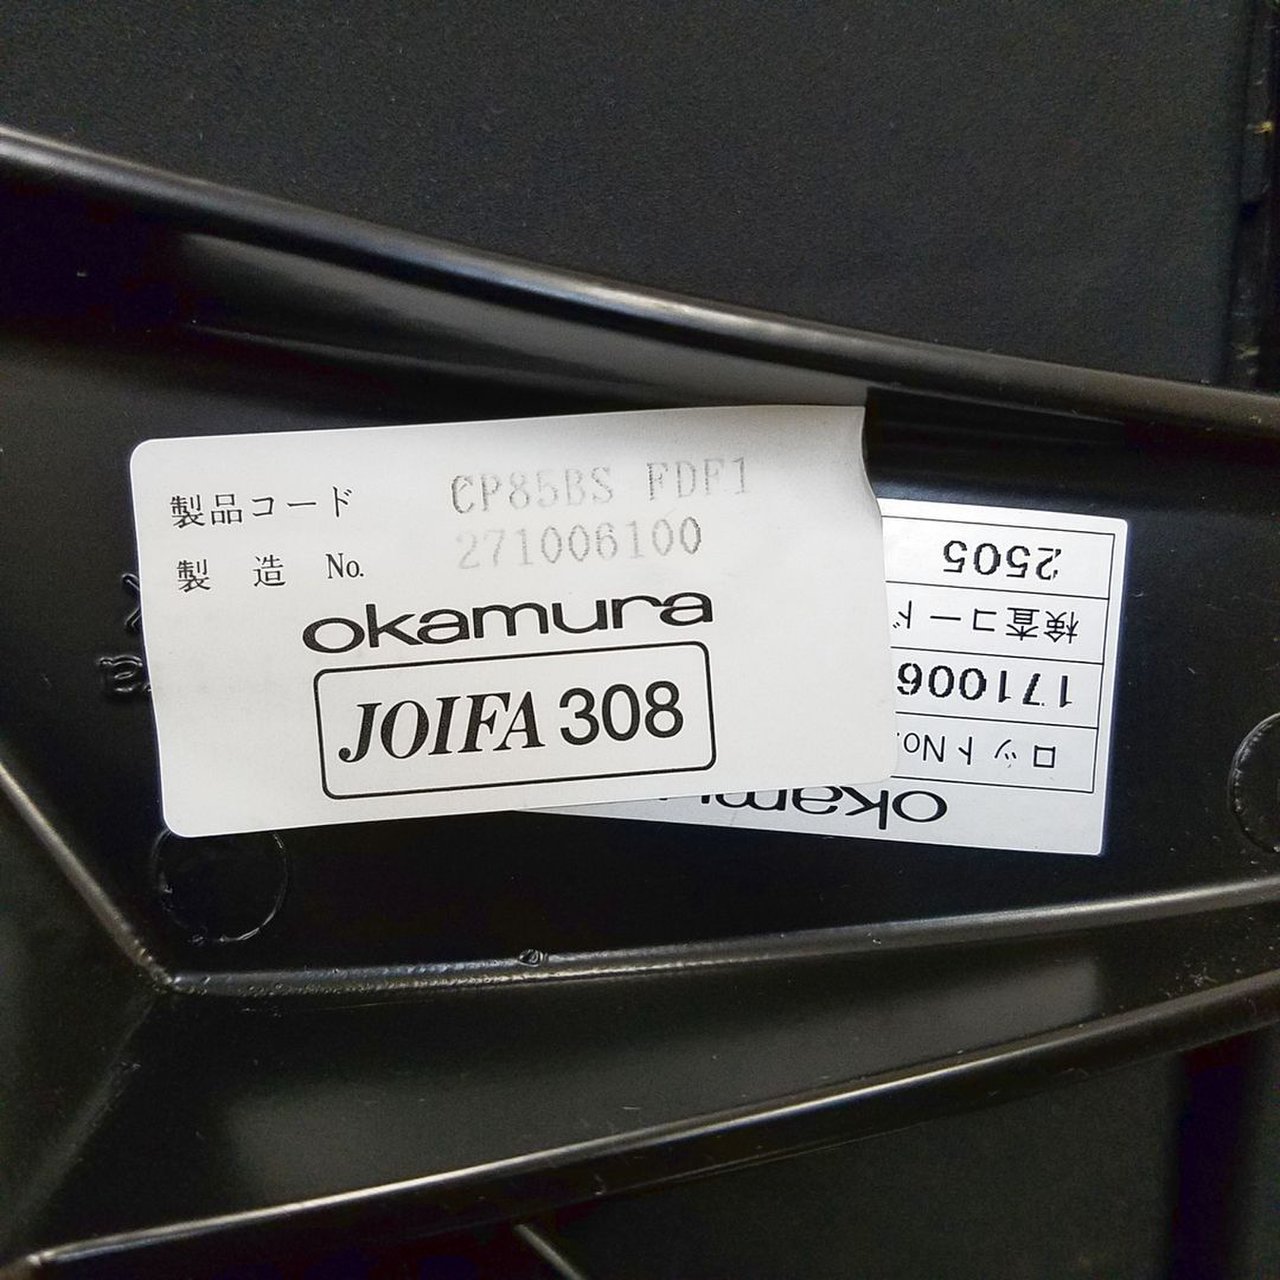 製品コード CP85BS FDF1
製 造 No. 271006100
okamura
JOIFA 308
okamu
ロットNo. 171006
検査コード 2505